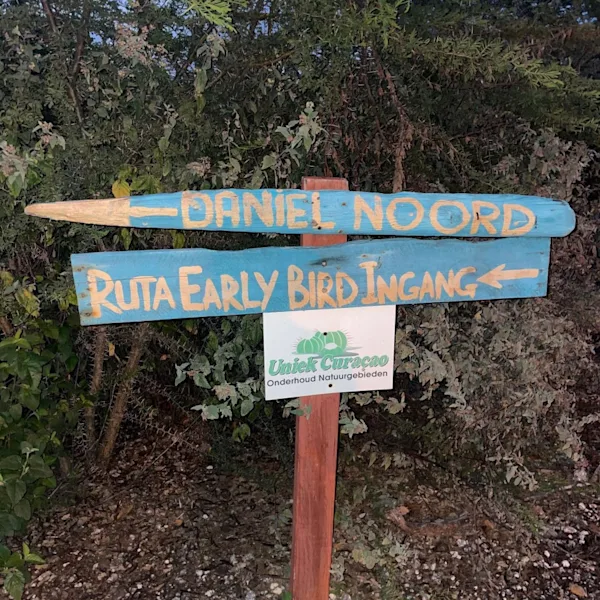 DANIEL NOORD
RUTA EARLY BIRD INGANG
Uniek Curaçao
Onderhoud Natuurgebieden